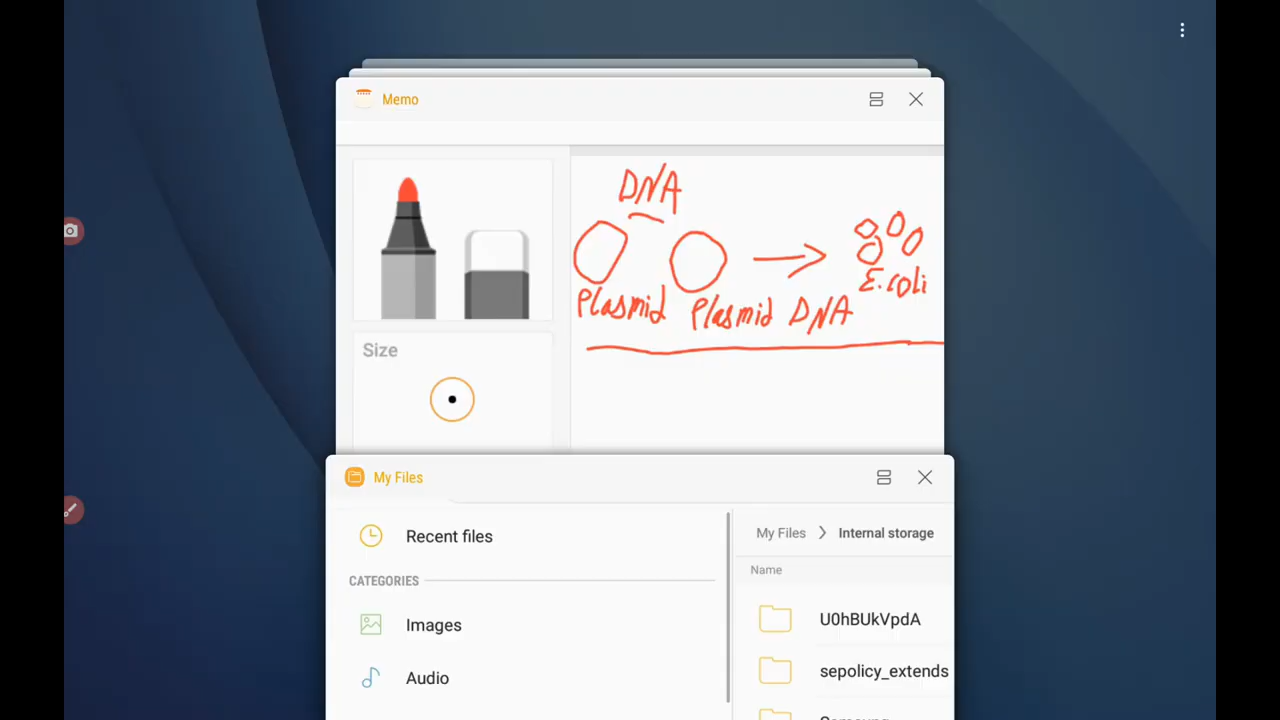 Memo
DNA
Plasmid Plasmid DNA
E.coli
Size
My Files
Recent files
CATEGORIES
Images
Audio
My Files > Internal storage
Name
U0hBUkVpdA
sepolicy_extends